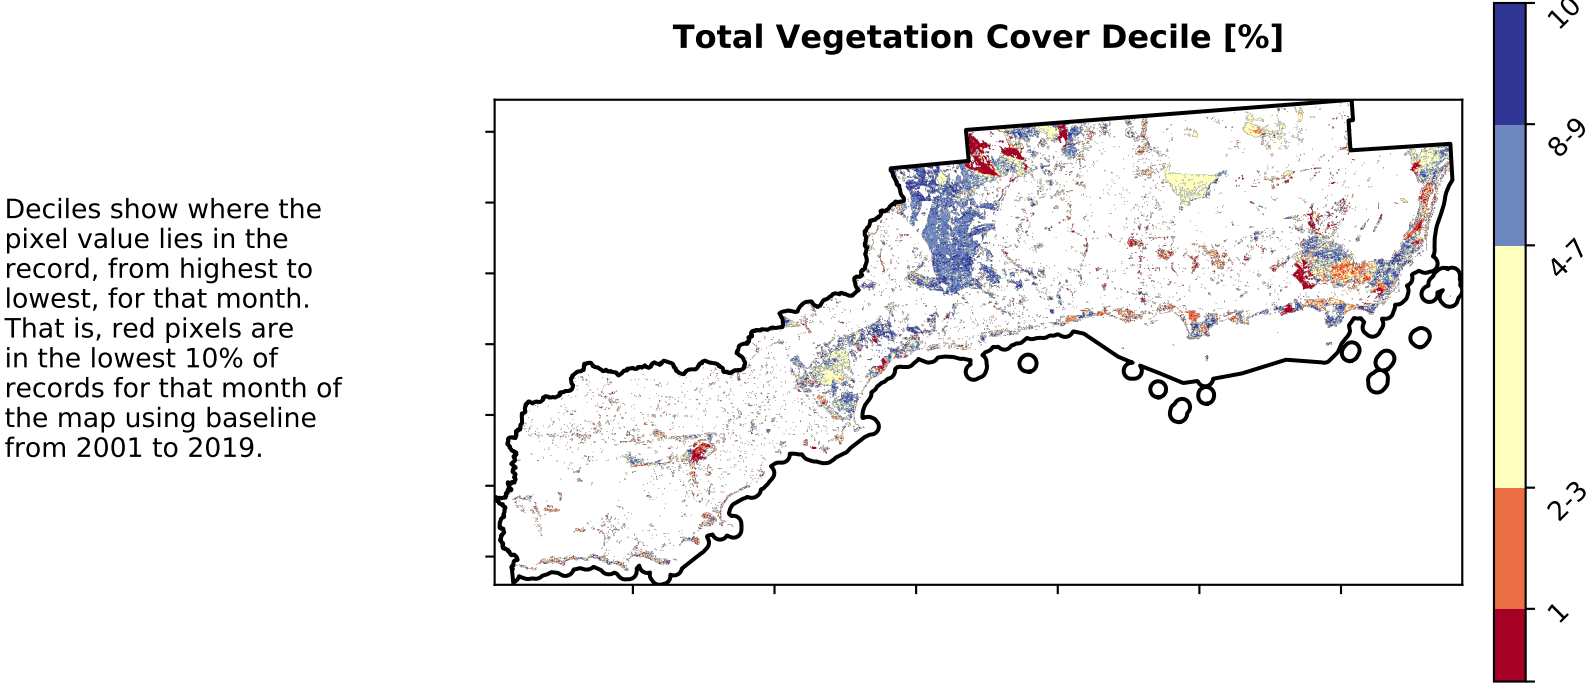 Total Vegetation Cover Decile [%]
Deciles show where the
pixel value lies in the
record, from highest to
lowest, for that month.
That is, red pixels are
in the lowest 10% of
records for that month of
the map using baseline
from 2001 to 2019.
10
8-9
4-7
2-3
1